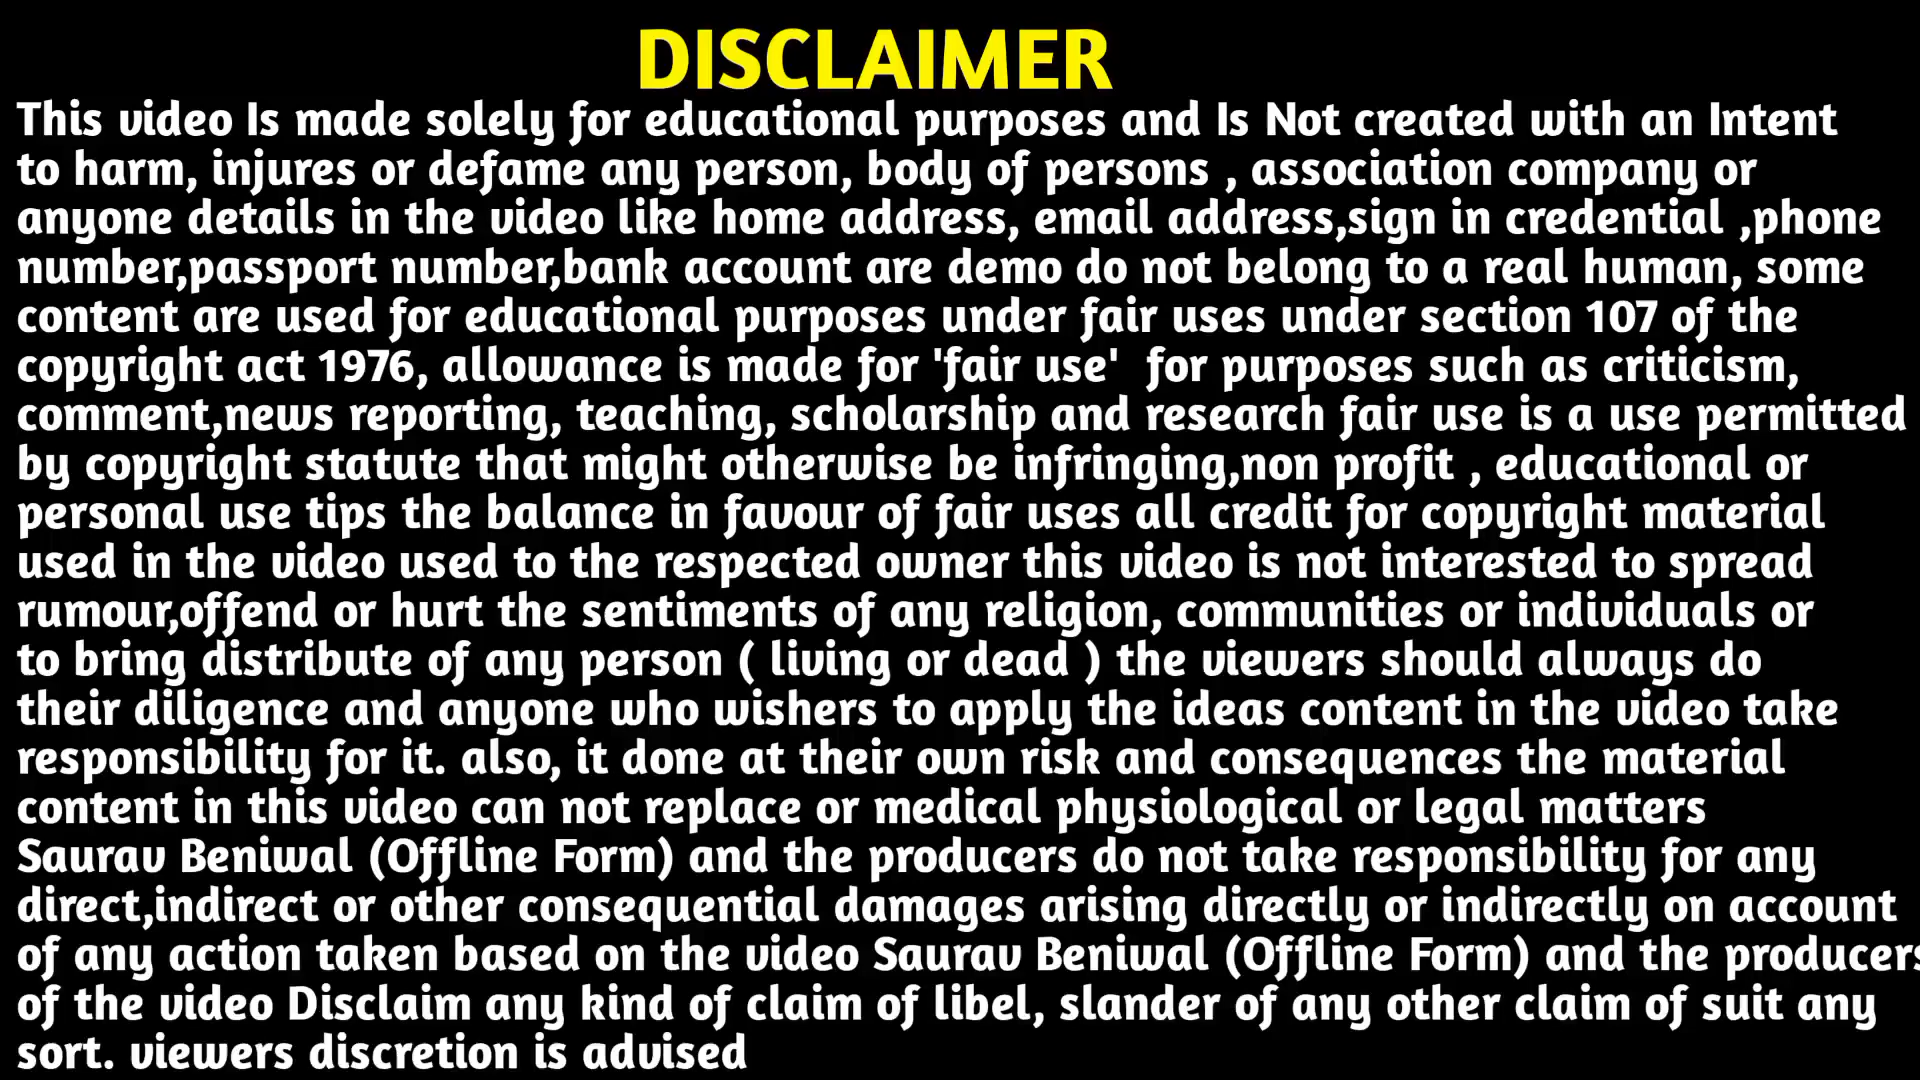 DISCLAIMER
This video Is made solely for educational purposes and Is Not created with an Intent
to harm, injures or defame any person, body of persons , association company or
anyone details in the video like home address, email address,sign in credential ,phone
number,passport number,bank account are demo do not belong to a real human, some
content are used for educational purposes under fair uses under section 107 of the
copyright act 1976, allowance is made for 'fair use'  for purposes such as criticism,
comment,news reporting, teaching, scholarship and research fair use is a use permitted
by copyright statute that might otherwise be infringing,non profit , educational or
personal use tips the balance in favour of fair uses all credit for copyright material
used in the video used to the respected owner this video is not interested to spread
rumour,offend or hurt the sentiments of any religion, communities or individuals or
to bring distribute of any person ( living or dead ) the viewers should always do
their diligence and anyone who wishers to apply the ideas content in the video take
responsibility for it. also, it done at their own risk and consequences the material
content in this video can not replace or medical physiological or legal matters
Saurav Beniwal (Offline Form) and the producers do not take responsibility for any
direct,indirect or other consequential damages arising directly or indirectly on account
of any action taken based on the video Saurav Beniwal (Offline Form) and the producers
of the video Disclaim any kind of claim of libel, slander of any other claim of suit any
sort. viewers discretion is advised